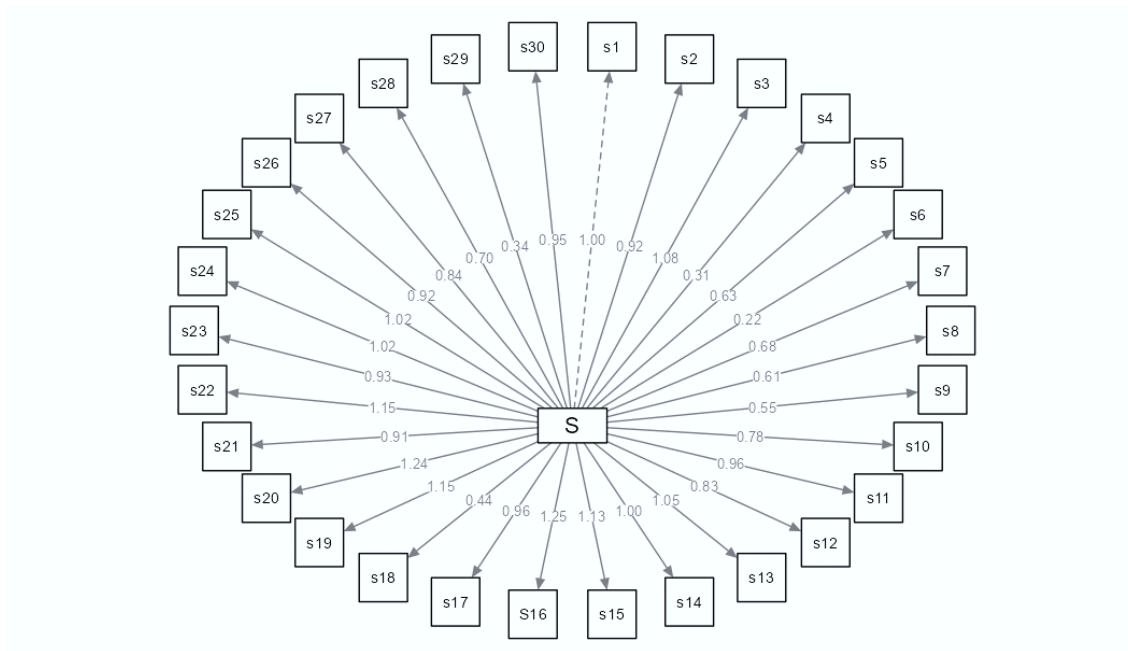 s30 s1
s29 s2
s28 s3
s27 s4
s26 s5
s25 s6
s24 s7
s23 s8
s22 s9
s21 s10
s20 s11
s19 s12
s18 s13
s17 s14
S16 s15
S
0.34 0.95 1.00 0.92
0.70 1.08
0.84 0.31
0.92 0.63
1.02 0.22
1.02 0.68
0.93 0.61
1.15 0.55
0.91 0.78
1.24 0.96
1.15 0.83
0.44 1.05
0.96 1.25 1.13 1.00